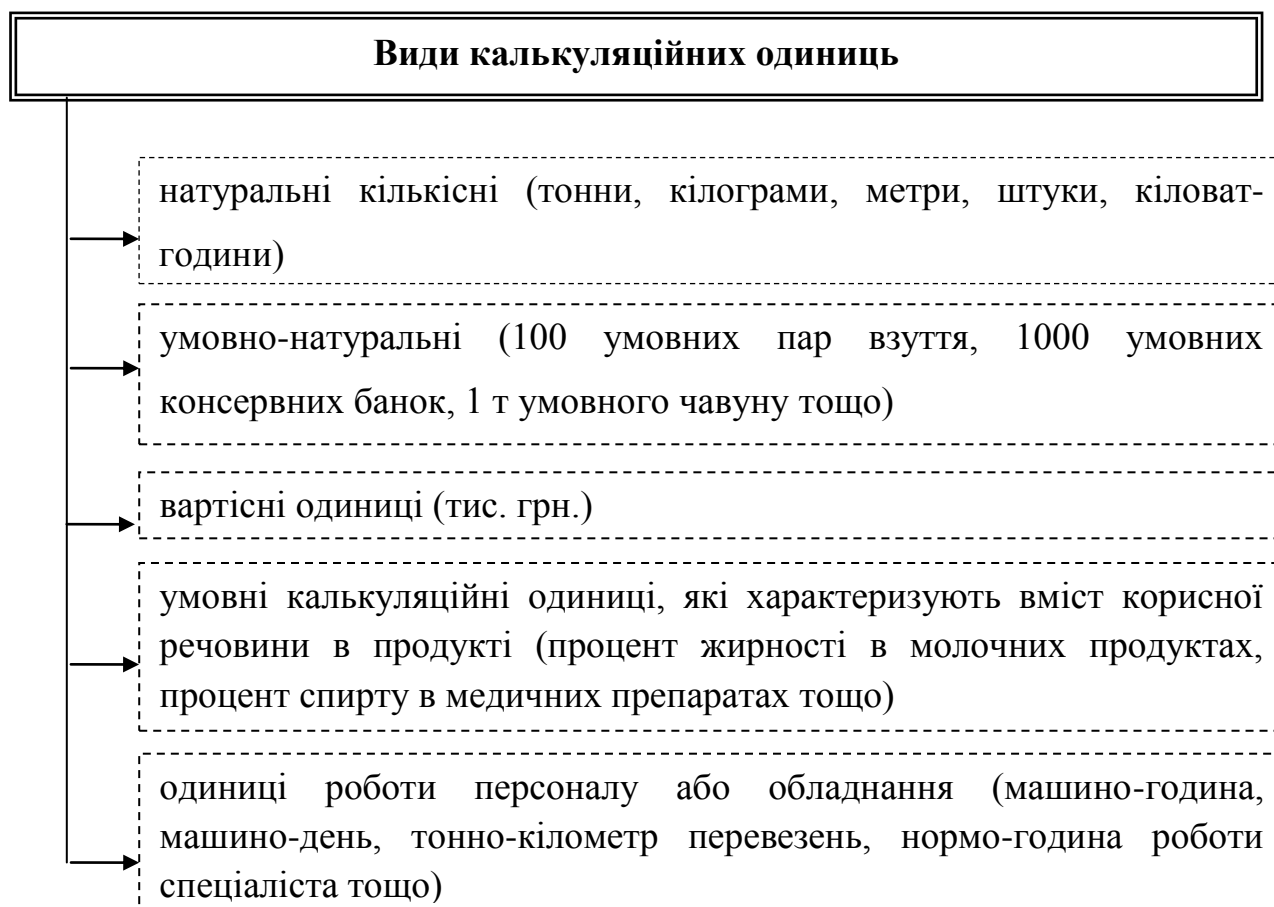 Види калькуляційних одиниць
натуральні кількісні (тонни, кілограми, метри, штуки, кіловат-
години)
умовно-натуральні (100 умовних пар взуття, 1000 умовних
консервних банок, 1 т умовного чавуну тощо)
вартісні одиниці (тис. грн.)
умовні калькуляційні одиниці, які характеризують вміст корисної
речовини в продукті (процент жирності в молочних продуктах,
процент спирту в медичних препаратах тощо)
одиниці роботи персоналу або обладнання (машино-година,
машино-день, тонно-кілометр перевезень, нормо-година роботи
спеціаліста тощо)